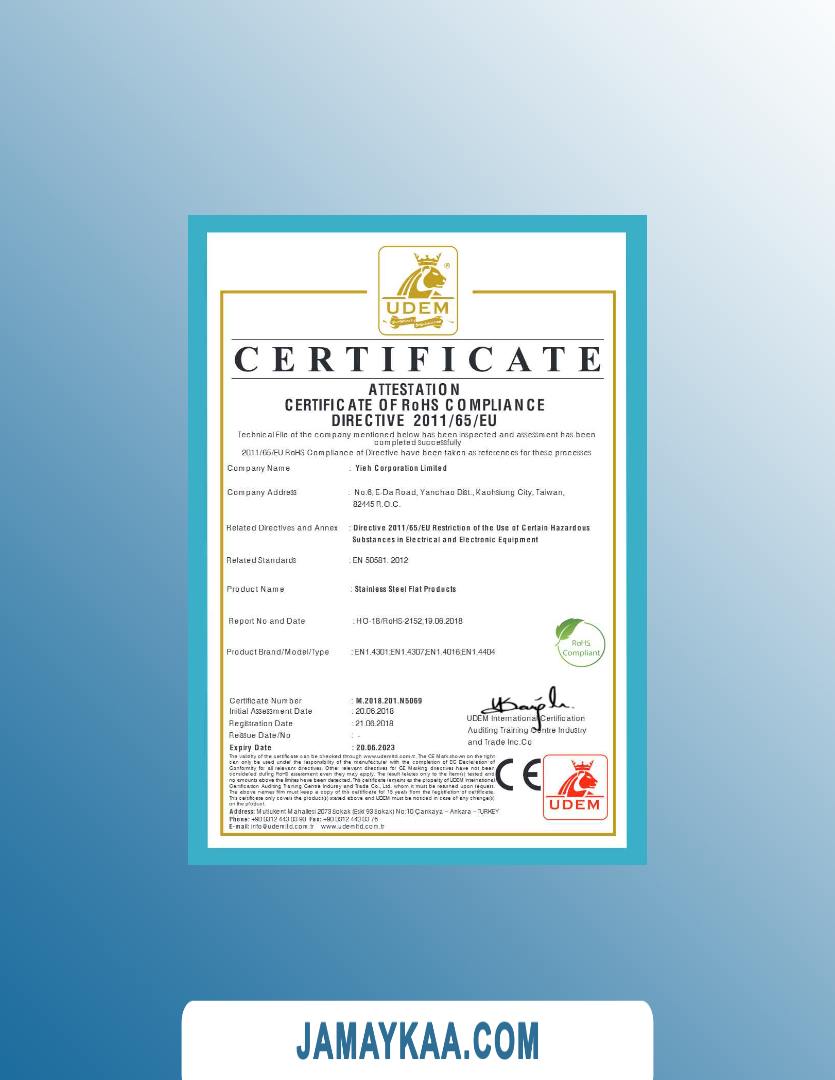 UDEM
CERTIFICATE
ATTESTATION
CERTIFICATE OF RoHS COMPLIANCE
DIRECTIVE 2011/65/EU
Technical File of the company mentioned below has been inspected and assessment has been
completed successfully
2011/65/EU RoHS Compliance of Directive have been taken as references for these processes
Company Name : Yieh Corporation Limited
Company Address : No.6, E-Da Road, Yanchao Dist., Kaohsiung City, Taiwan,
82445 R.O.C.
Related Directives and Annex : Directive 2011/65/EU Restriction of the Use of Certain Hazardous
Substances in Electrical and Electronic Equipment
Related Standards : EN 50581: 2012
Product Name : Stainless Steel Flat Products
Report No and Date : HO-18/RoHS-2152,19.06.2018
RoHS
Compliant
Product Brand/Model/Type : EN1.4301;EN1.4307;EN1.4016;EN1.4404
Certificate Number : M.2018.201.N5069
Initial Assessment Date : 20.06.2018
Registration Date : 21.06.2018
Reissue Date/No : -
Expiry Date : 20.06.2023
UDEM International Certification
Auditing Training Centre Industry
and Trade Inc.Co
The validity of the certificate can be checked through www.udemltd.com.tr. The CE Mark shown on the right
can only be used under the responsibility of the manufacturer with the completion of EC Declaration of
Conformity for all relevant directives. Other relevant directives for CE Marking directives have not been
considered during RoHS assessment even they may apply. The result relates only to the item(s) tested and
no amounts above the limites have been detected. This certificate remains as the property of UDEM International
Certification Auditing Training Centre Industry and Trade Co., Ltd. whom it must be returned upon request.
The above names firm must keep a copy of this certificate for 15 years from the registration of certificate.
This certificate only covers the product(s) stated above and UDEM must be noticed in case of any change(s)
on the product.
Address: Mutlukent Mahallesi 2073 Sokak (Eski 93 Sokak) No:10 Çankaya – Ankara – TURKEY
Phone: +90 0312 443 03 90 Fax: +90 0312 443 03 76
E-mail: info@udemltd.com.tr www.udemltd.com.tr
CE
UDEM
JAMAYKAA.COM